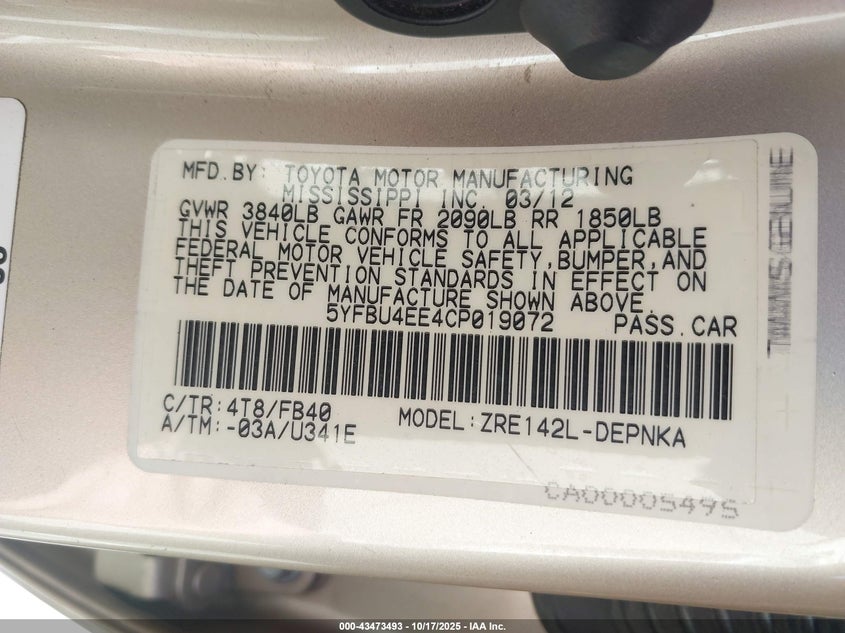 MFD.BY: TOYOTA MOTOR MANUFACTURING
MISSISSIPPI INC. 03/12
GVWR 3840LB GAWR FR 2090LB RR 1850LB
THIS VEHICLE CONFORMS TO ALL APPLICABLE
FEDERAL MOTOR VEHICLE SAFETY,BUMPER,AND
THEFT PREVENTION STANDARDS IN EFFECT ON
THE DATE OF MANUFACTURE SHOWN ABOVE.
5YFBU4EE4CP019072 PASS.CAR
C/TR:4T8/FB40 MODEL:ZRE142L-DEPNKA
A/TM:-03A/U341E
CA00005495
000-43473493 - 10/17/2025 - IAA Inc.